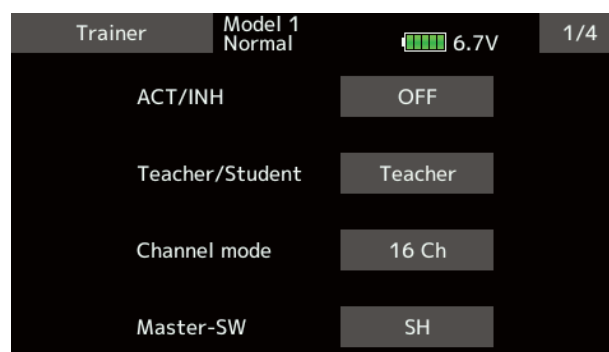 Trainer
Model 1
Normal
6.7V
1/4
ACT/INH OFF
Teacher/Student Teacher
Channel mode 16 Ch
Master-SW SH